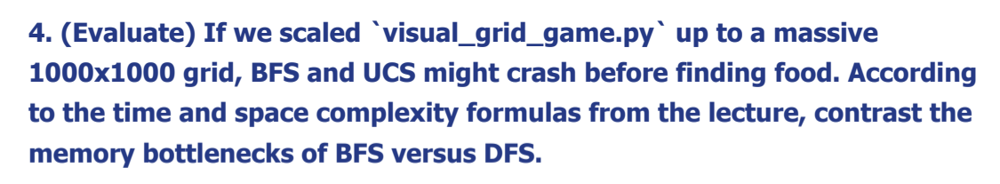 4. (Evaluate) If we scaled `visual_grid_game.py` up to a massive
1000x1000 grid, BFS and UCS might crash before finding food. According
to the time and space complexity formulas from the lecture, contrast the
memory bottlenecks of BFS versus DFS.